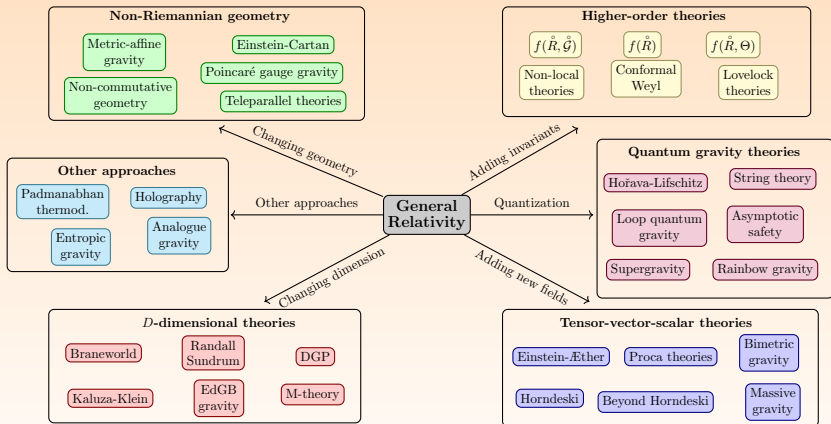 Non-Riemannian geometry
Metric-affine
gravity
Einstein-Cartan
Poincaré gauge gravity
Non-commutative
geometry
Teleparallel theories
Higher-order theories
f(R̊, 𝒢̊)
f(R̊)
f(R̊, Θ)
Non-local
theories
Conformal
Weyl
Lovelock
theories
Changing geometry
Adding invariants
Other approaches
Padmanabhan
thermod.
Holography
Entropic
gravity
Analogue
gravity
Other approaches
General
Relativity
Quantization
Quantum gravity theories
Hořava-Lifschitz
String theory
Loop quantum
gravity
Asymptotic
safety
Supergravity
Rainbow gravity
Changing dimension
Adding new fields
D-dimensional theories
Braneworld
Randall
Sundrum
DGP
Kaluza-Klein
EdGB
gravity
M-theory
Tensor-vector-scalar theories
Einstein-Æther
Proca theories
Bimetric
gravity
Horndeski
Beyond Horndeski
Massive
gravity